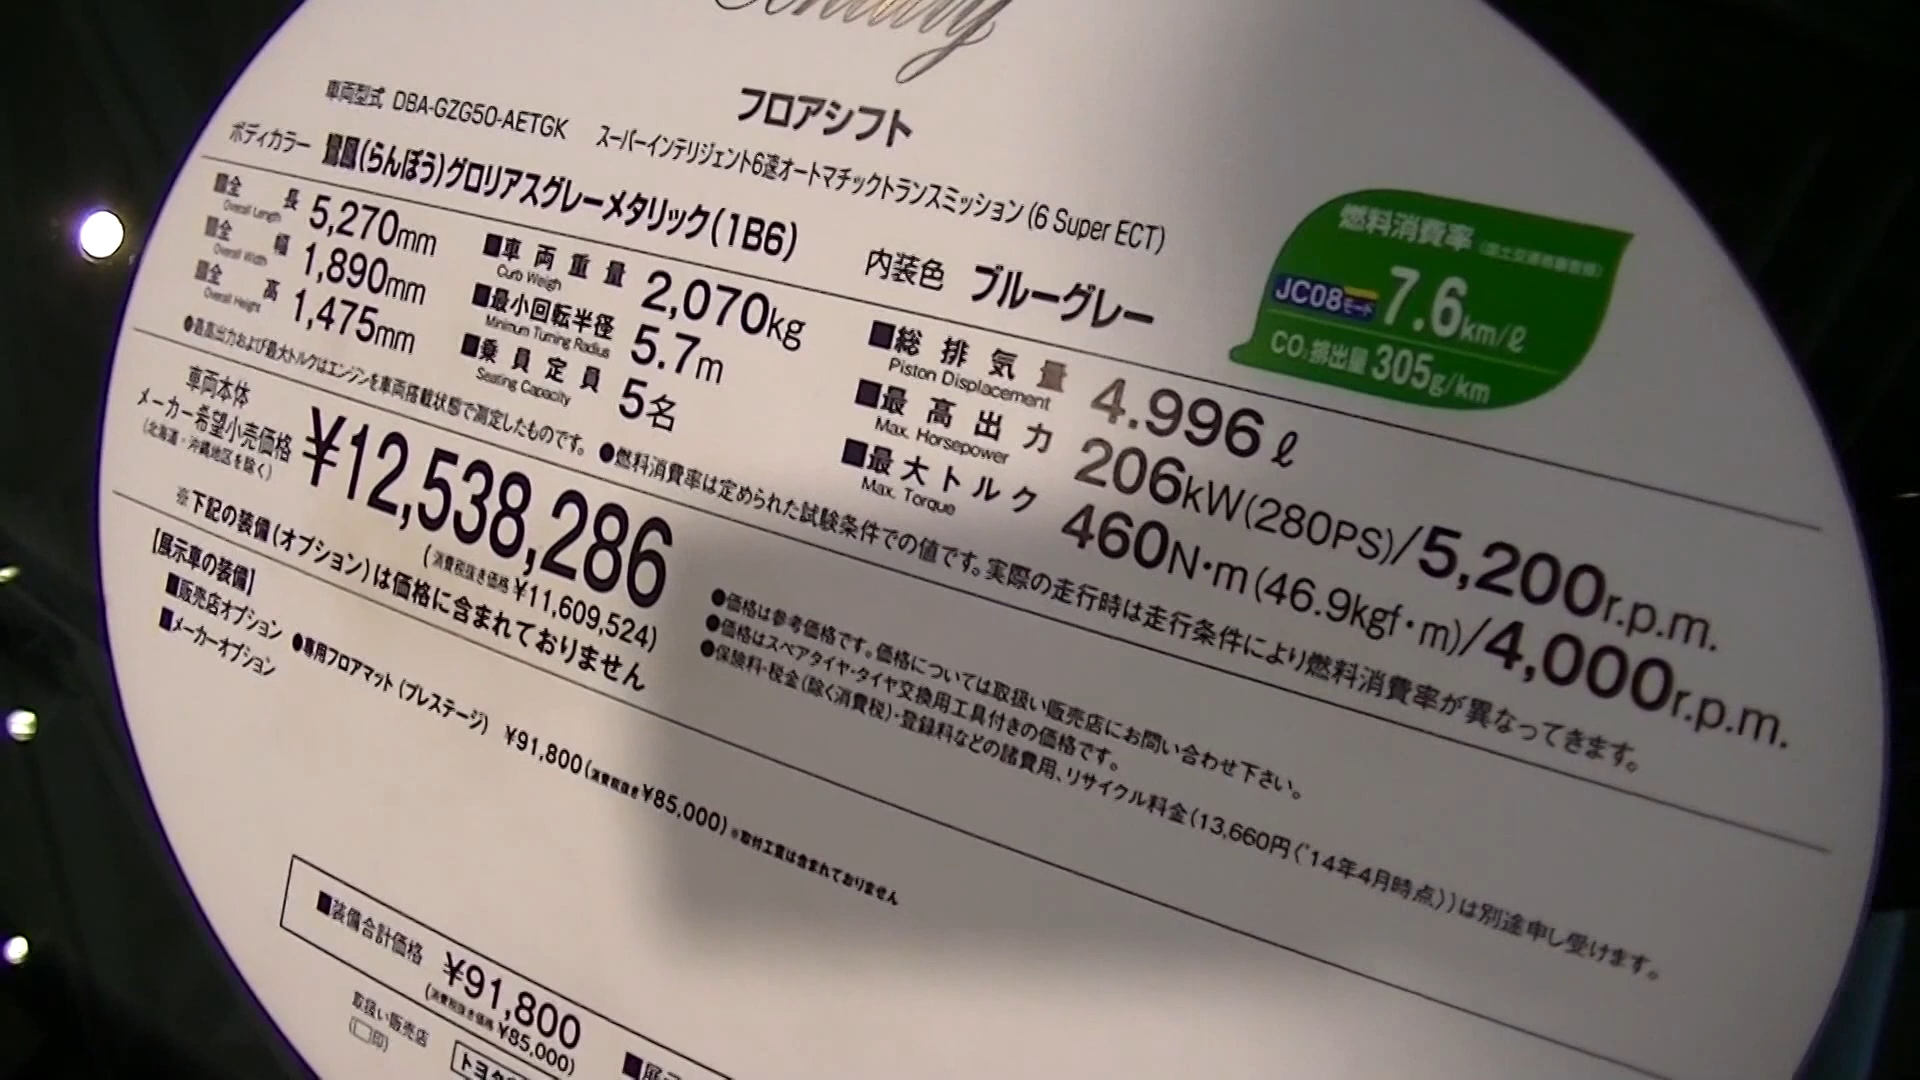 Century
フロアシフト
車両型式 DBA-GZG50-AETGK スーパーインテリジェント6速オートマチックトランスミッション(6 Super ECT)
ボディカラー 鸞鳳(らんぽう)グロリアスグレーメタリック(1B6) 内装色 ブルーグレー
■全長 5,270mm
Overall Length
■全幅 1,890mm
Overall Width
■全高 1,475mm
Overall Height
■車両重量 2,070kg
Curb Weigh
■最小回転半径 5.7m
Minimum Turning Radius
■乗員定員 5名
Seating Capacity
■総排気量 4.996ℓ
Piston Displacement
■最高出力 206kW(280PS)/5,200r.p.m.
Max. Horsepower
■最大トルク 460N・m(46.9kgf・m)/4,000r.p.m.
Max. Torque
燃料消費率(国土交通省審査値)
JC08モード 7.6km/ℓ
CO₂排出量 305g/km
●最高出力および最大トルクはエンジンを車両搭載状態で測定したものです。 ●燃料消費率は定められた試験条件での値です。実際の走行時は走行条件により燃料消費率が異なってきます。
車両本体
メーカー希望小売価格
(北海道・沖縄地区を除く)
¥12,538,286
(消費税抜き価格 ¥11,609,524)
●価格は参考価格です。価格については取扱い販売店にお問い合わせ下さい。
●価格はスペアタイヤ・タイヤ交換用工具付きの価格です。
●保険料・税金(除く消費税)・登録料などの諸費用、リサイクル料金(13,660円('14年4月時点))は別途申し受けます。
※下記の装備(オプション)は価格に含まれておりません
[展示車の装備]
■販売店オプション ●専用フロアマット(プレステージ) ¥91,800(消費税抜き ¥85,000)※取付工賃は含まれておりません
■メーカーオプション
■装備合計価格 ¥91,800
(消費税抜き価格 ¥85,000)
取扱い販売店
(□印)
トヨタ